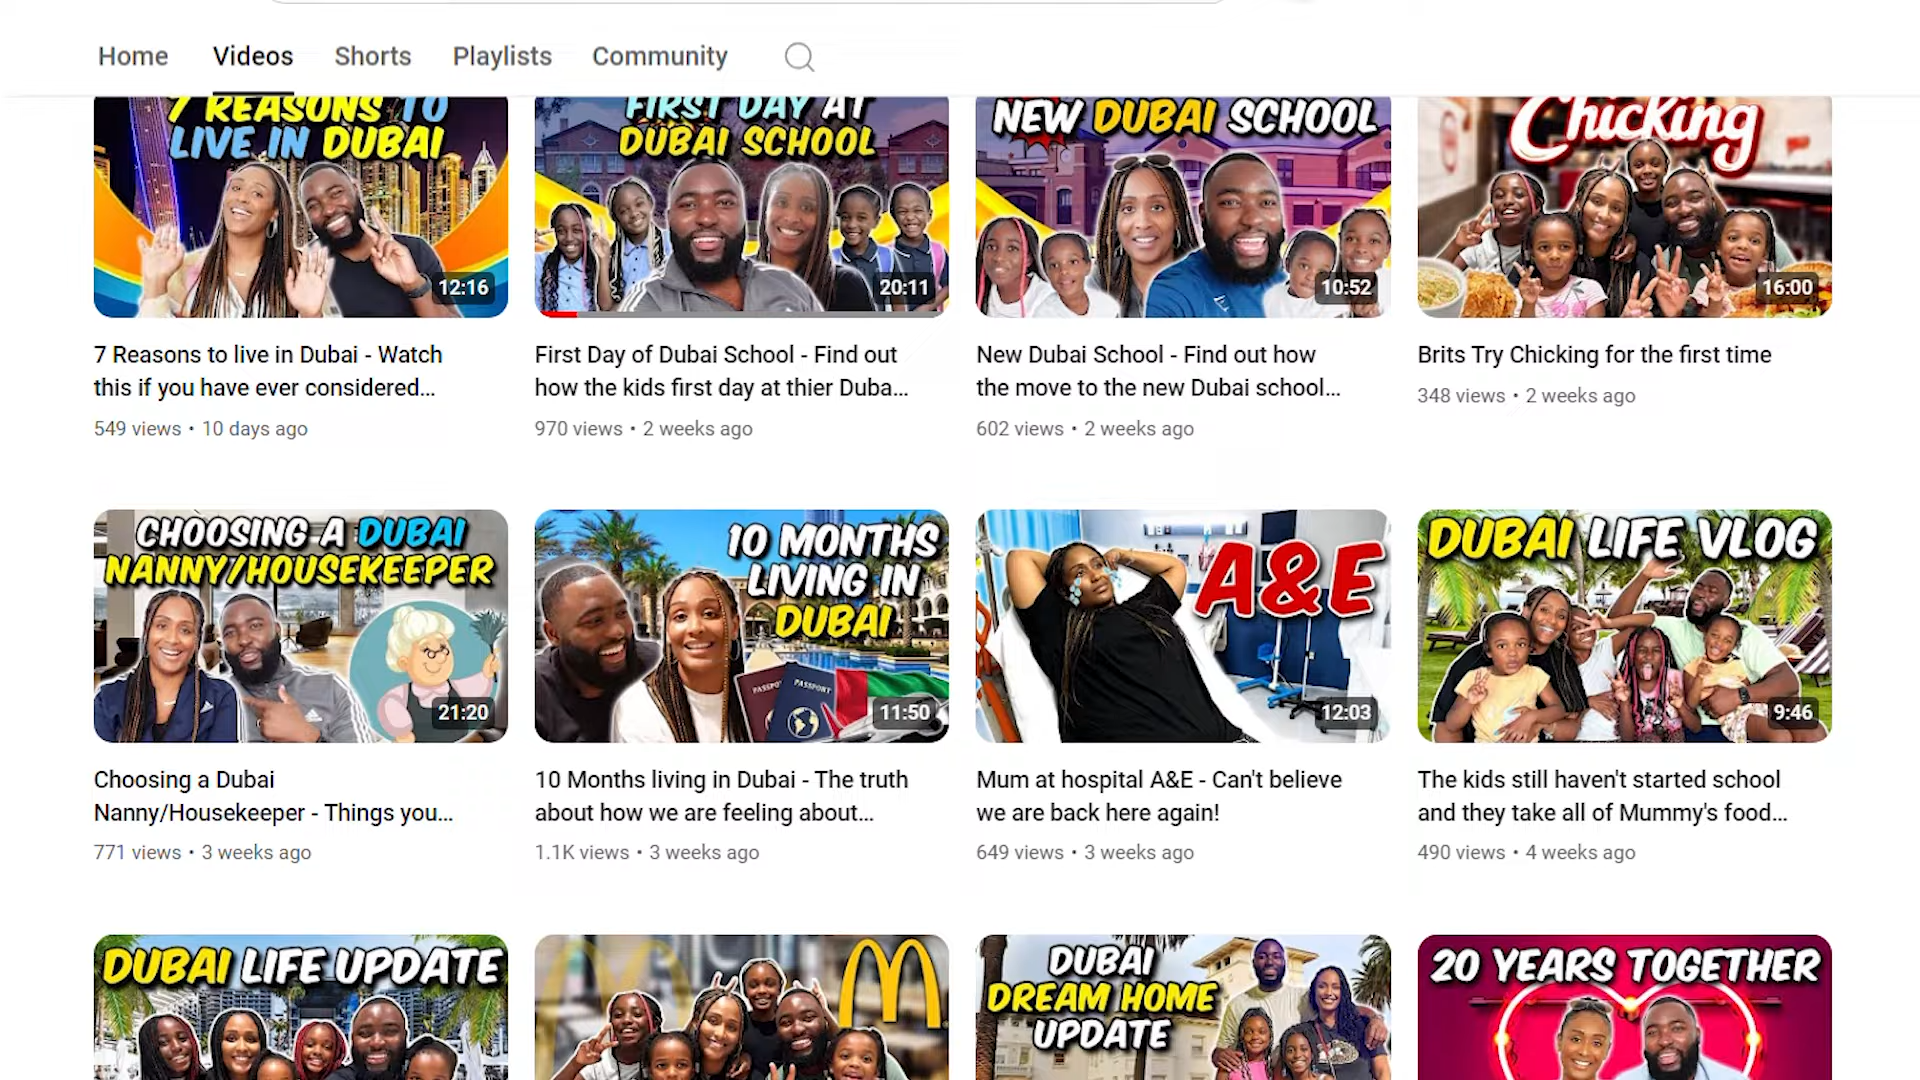 Home Videos Shorts Playlists Community
7 REASONS TO
LIVE IN DUBAI
12:16
FIRST DAY AT
DUBAI SCHOOL
20:11
NEW DUBAI SCHOOL
10:52
Chicking
16:00
7 Reasons to live in Dubai - Watch
this if you have ever considered...
549 views • 10 days ago
First Day of Dubai School - Find out
how the kids first day at thier Duba...
970 views • 2 weeks ago
New Dubai School - Find out how
the move to the new Dubai school...
602 views • 2 weeks ago
Brits Try Chicking for the first time
348 views • 2 weeks ago
CHOOSING A DUBAI
NANNY/HOUSEKEEPER
21:20
10 MONTHS
LIVING IN
DUBAI
PASSPORT
11:50
A&E
12:03
DUBAI LIFE VLOG
9:46
Choosing a Dubai
Nanny/Housekeeper - Things you...
771 views • 3 weeks ago
10 Months living in Dubai - The truth
about how we are feeling about...
1.1K views • 3 weeks ago
Mum at hospital A&E - Can't believe
we are back here again!
649 views • 3 weeks ago
The kids still haven't started school
and they take all of Mummy's food...
490 views • 4 weeks ago
DUBAI LIFE UPDATE
DUBAI
DREAM HOME
UPDATE
20 YEARS TOGETHER